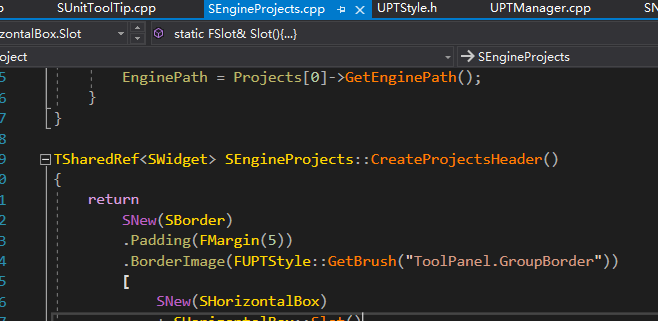 SUnitToolTip.cpp SEngineProjects.cpp UPTStyle.h UPTManager.cpp SN
zontalBox.Slot static FSlot& Slot(){...}
oject SEngineProjects
5 EnginePath = Projects[0]->GetEnginePath();
6 }
7 }
8
9 TSharedRef<SWidget> SEngineProjects::CreateProjectsHeader()
0 {
1 return
2 SNew(SBorder)
3 .Padding(FMargin(5))
4 .BorderImage(FUPTStyle::GetBrush("ToolPanel.GroupBorder"))
5 [
6 SNew(SHorizontalBox)
7 + SHorizontalBox::Slot()